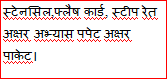 स्टेनसिल,फ्लैष कार्ड, स्टीप रेत
अक्षर अभ्यास पपेट अक्षर
पाकेट।